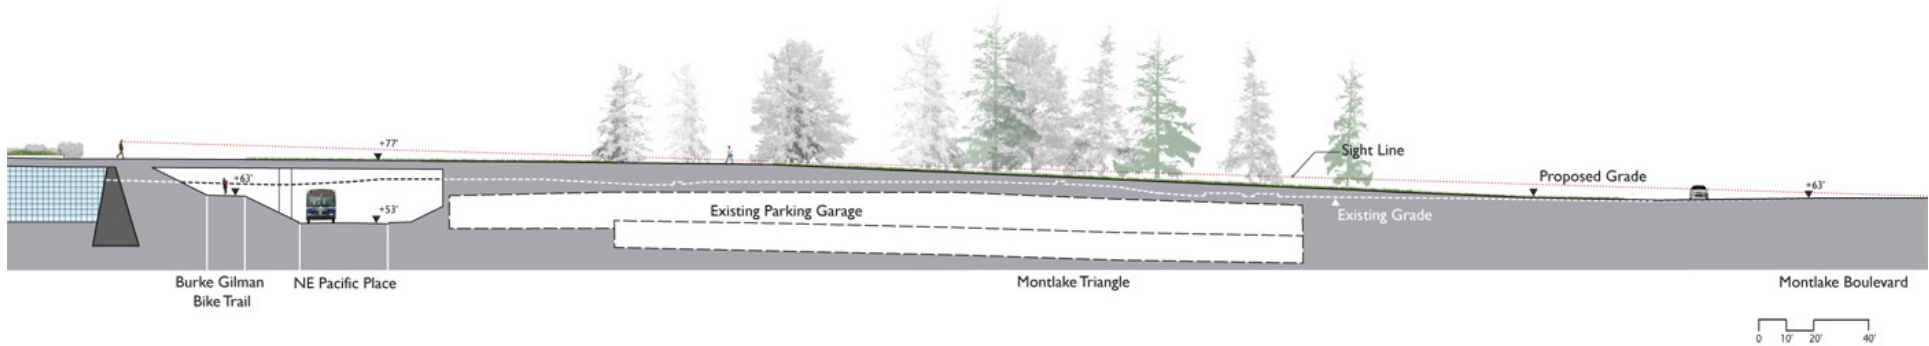 +77'
Sight Line
+63'
Proposed Grade
+63'
+53'
Existing Parking Garage
Existing Grade
Burke Gilman
Bike Trail
NE Pacific Place
Montlake Triangle
Montlake Boulevard
0 10' 20' 40'